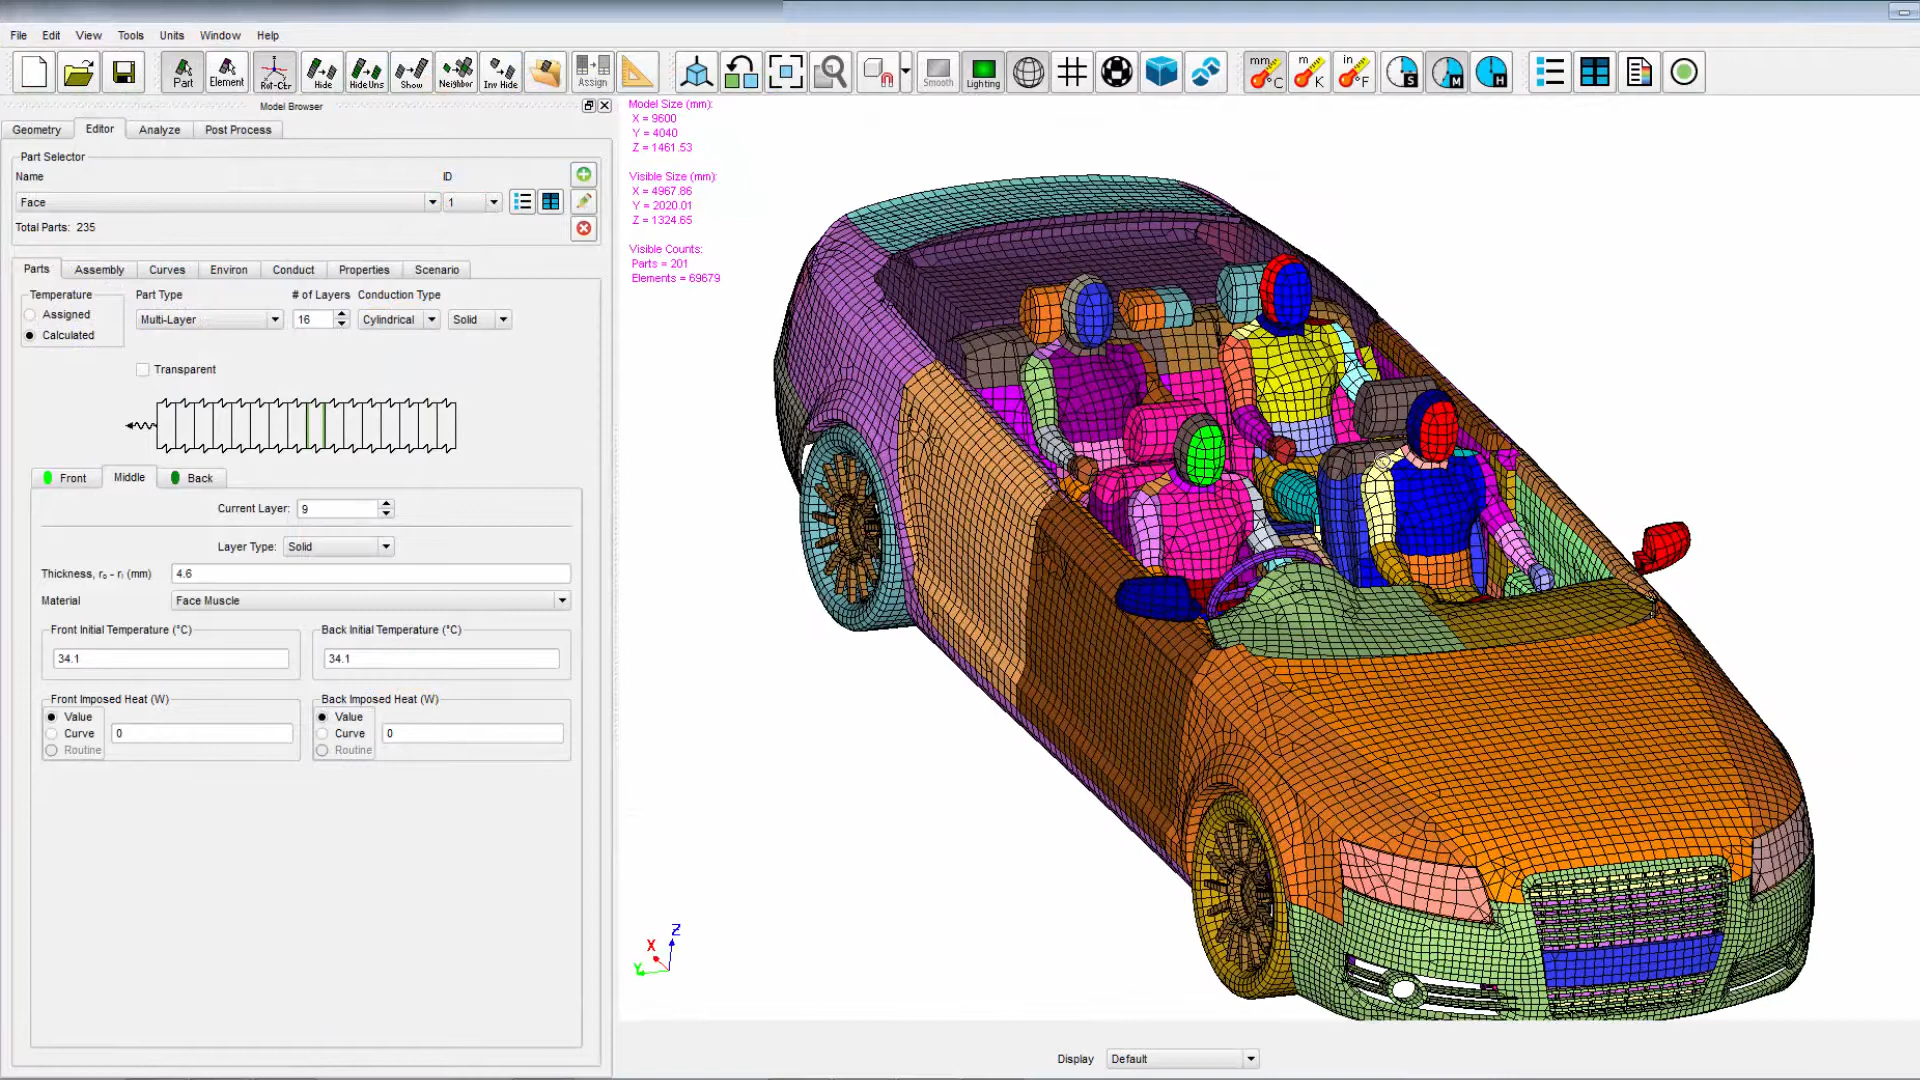 File Edit View Tools Units Window Help
Part Element Rot-Ctr Hide Hide Uns Show Neighbor Inv Hide Assign Smooth Lighting mm °C m K in °F S M H
Model Browser
Geometry Editor Analyze Post Process
Part Selector
Name ID
Face 1
Total Parts: 235
Parts Assembly Curves Environ Conduct Properties Scenario
Temperature Part Type # of Layers Conduction Type
Assigned
Multi-Layer 16 Cylindrical Solid
Calculated
Transparent
Front Middle Back
Current Layer: 9
Layer Type: Solid
Thickness, rₒ - rᵢ (mm) 4.6
Material Face Muscle
Front Initial Temperature (°C) Back Initial Temperature (°C)
34.1 34.1
Front Imposed Heat (W) Back Imposed Heat (W)
Value Value
Curve 0 Curve 0
Routine Routine
Model Size (mm):
X = 9600
Y = 4040
Z = 1461.53
Visible Size (mm):
X = 4967.86
Y = 2020.01
Z = 1324.65
Visible Counts:
Parts = 201
Elements = 69679
Z
X
Y
Display Default